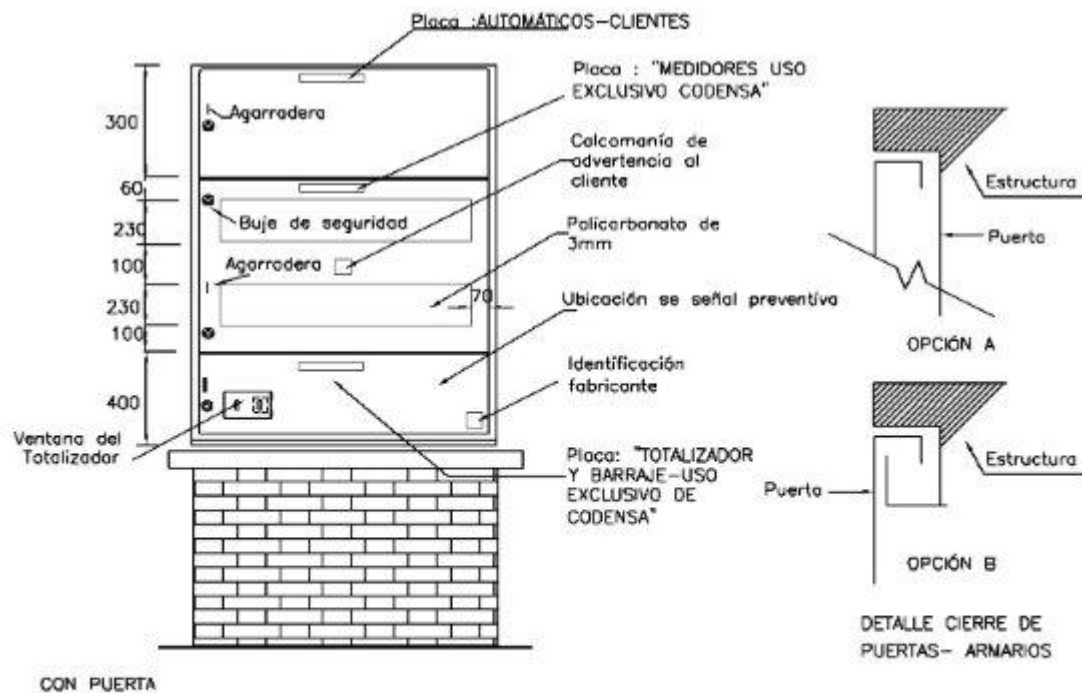 Placa :AUTOMÁTICOS-CLIENTES
Placa : "MEDIDORES USO
EXCLUSIVO CODENSA"
Agarradera
300
Calcomanía de
advertencia al
cliente
60
Buje de seguridad
230
Policarbonato de
3mm
100
Agarradera
230
70
Ubicación se señal preventiva
100
Identificación
fabricante
400
Ventana del
Totalizador
Placa: "TOTALIZADOR
Y BARRAJE-USO
EXCLUSIVO DE
CODENSA"
CON PUERTA
Estructura
Puerta
OPCIÓN A
Estructura
Puerta
OPCIÓN B
DETALLE CIERRE DE
PUERTAS- ARMARIOS